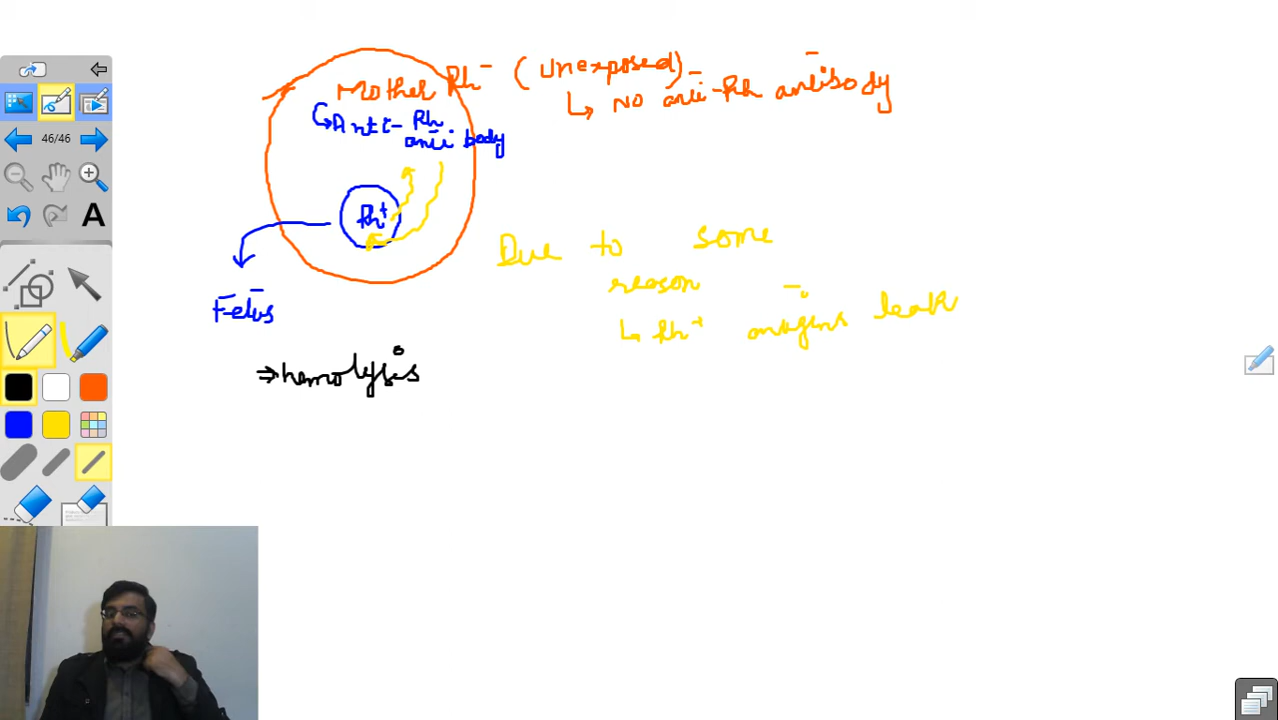 Mother Rh⁻ (unexposed)
↳ No anti-Rh antibody
↳ Anti-Rh
antibody
46/46
A
Rh⁺
Due to some
reason
↳ Rh⁺ antigens leak
Fetus
⇒ hemolysis